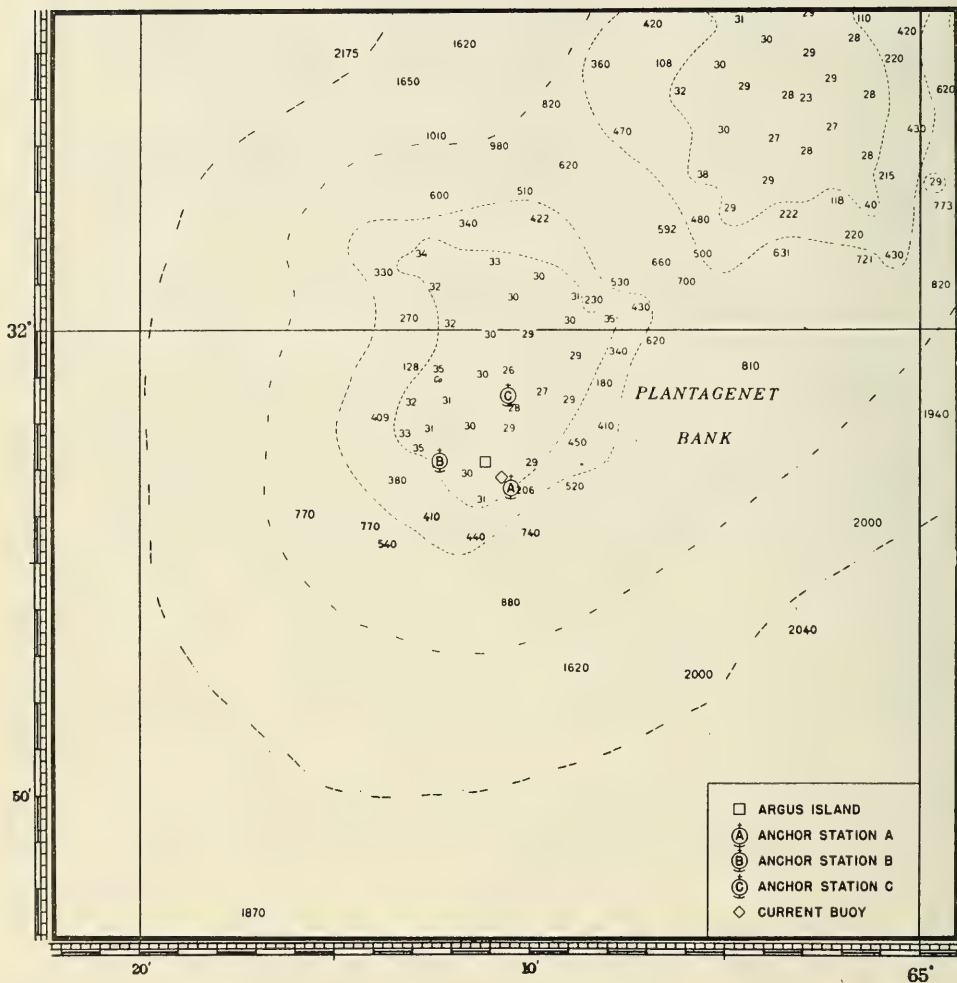 420 31 29 110 420
2175 1620 30 28
29 220
360 108 30
1650 32 29 28 23 29 28 620
820
470 30 27 27 430
1010 980 28 28
620 38 29 215 29
600 510 29 222 118 40 773
340 422 592 480 220
34 33 660 500 631 721 430
330 32 30 530 700 820
30 31 230 35 430
270 32 30
32° 30 29 620
29 340
128 35 30 26 810
Co
27 180 PLANTAGENET
32 31 C 28 29
409 1940
33 31 30 29 410 BANK
35 450
B 29
380 30 A 206 520
31
410
770 770 440 740 2000
540
880
2040
1620 2000
50'
ARGUS ISLAND
A ANCHOR STATION A
B ANCHOR STATION B
C ANCHOR STATION C
CURRENT BUOY
1870
20' 10' 65°